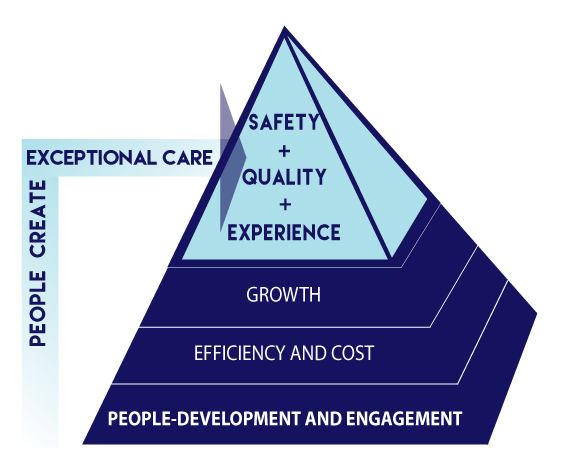 SAFETY
+
QUALITY
+
EXPERIENCE
EXCEPTIONAL CARE
PEOPLE CREATE
GROWTH
EFFICIENCY AND COST
PEOPLE-DEVELOPMENT AND ENGAGEMENT